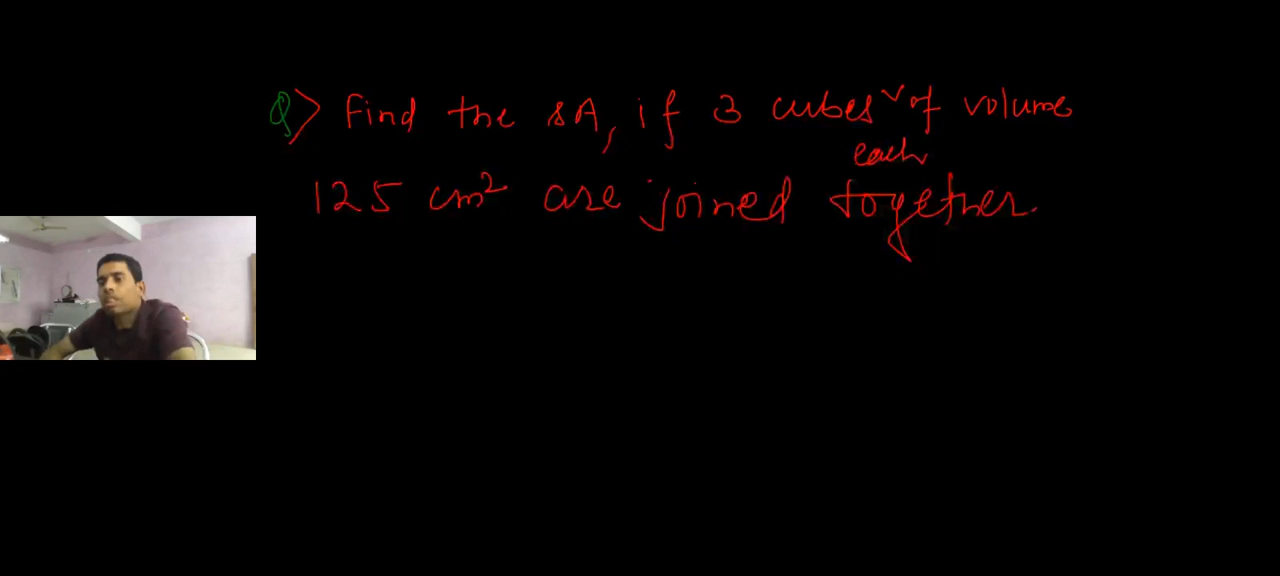 Q> Find the SA, if 3 cubes each of volume
125 cm² are joined together.